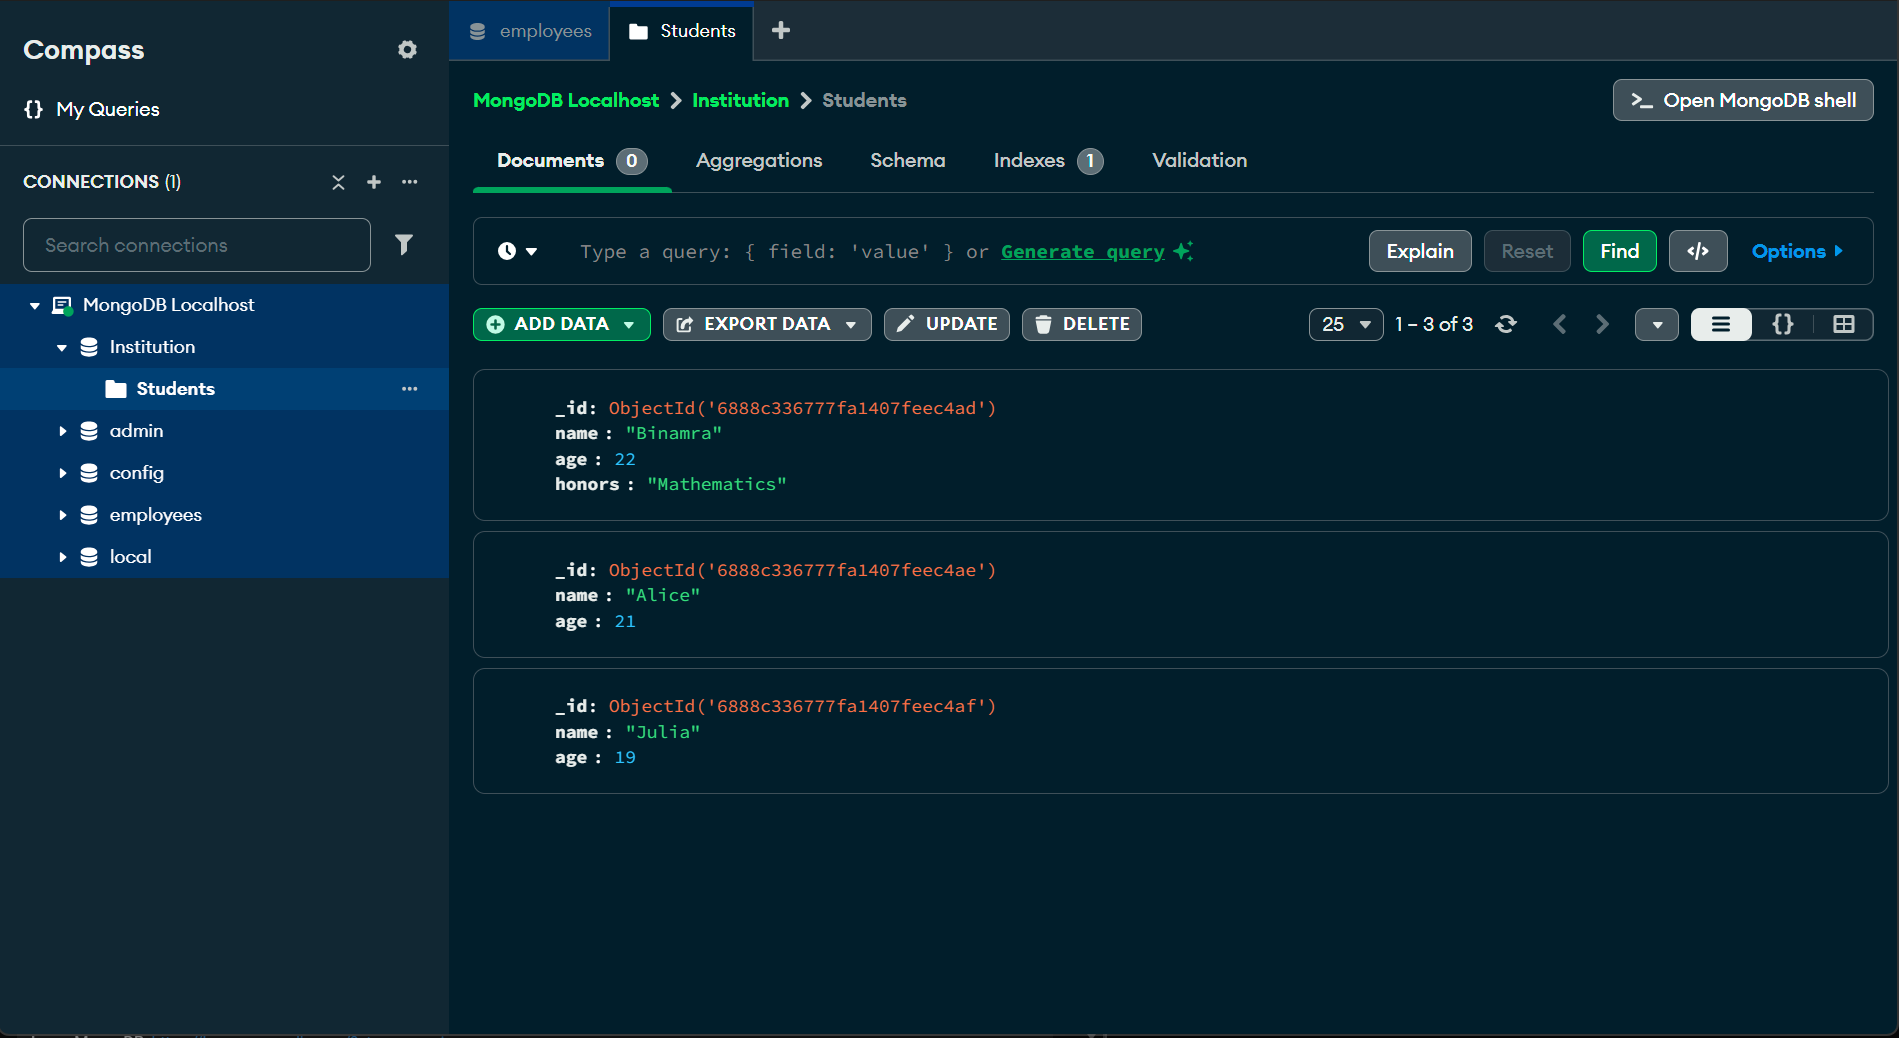 Compass
My Queries
CONNECTIONS (1)
Search connections
MongoDB Localhost
Institution
Students
admin
config
employees
local
employees
Students
MongoDB Localhost > Institution > Students
>_ Open MongoDB shell
Documents 0 Aggregations Schema Indexes 1 Validation
Type a query: { field: 'value' } or Generate query
Explain Reset Find </> Options
ADD DATA EXPORT DATA UPDATE DELETE
25 1 – 3 of 3 {}
_id: ObjectId('6888c336777fa1407feec4ad')
name : "Binamra"
age : 22
honors : "Mathematics"
_id: ObjectId('6888c336777fa1407feec4ae')
name : "Alice"
age : 21
_id: ObjectId('6888c336777fa1407feec4af')
name : "Julia"
age : 19